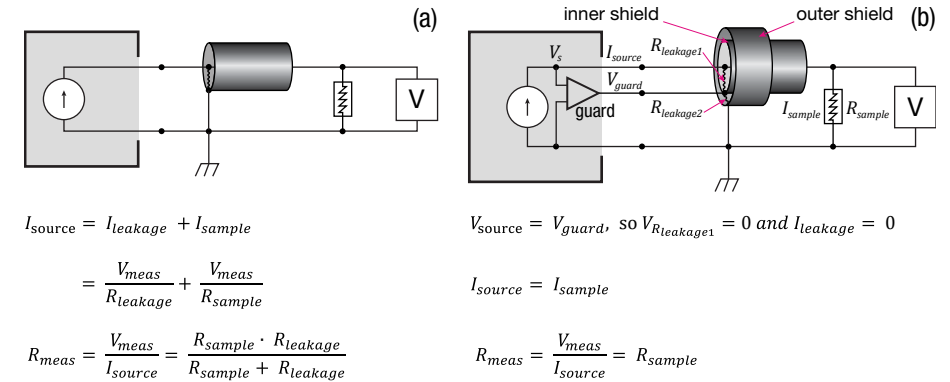 (a)
V
I_source = I_leakage + I_sample
= V_meas / R_leakage + V_meas / R_sample
R_meas = V_meas / I_source = R_sample · R_leakage / R_sample + R_leakage
inner shield
outer shield
(b)
V_s
I_source
R_leakage1
V_guard
guard
R_leakage2
I_sample
R_sample
V
V_source = V_guard, so V_R_leakage1 = 0 and I_leakage = 0
I_source = I_sample
R_meas = V_meas / I_source = R_sample